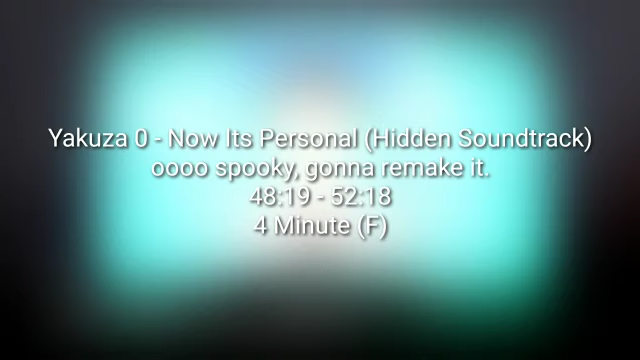 Yakuza 0 - Now Its Personal (Hidden Soundtrack)
oooo spooky, gonna remake it.
48:19 - 52:18
4 Minute (F)